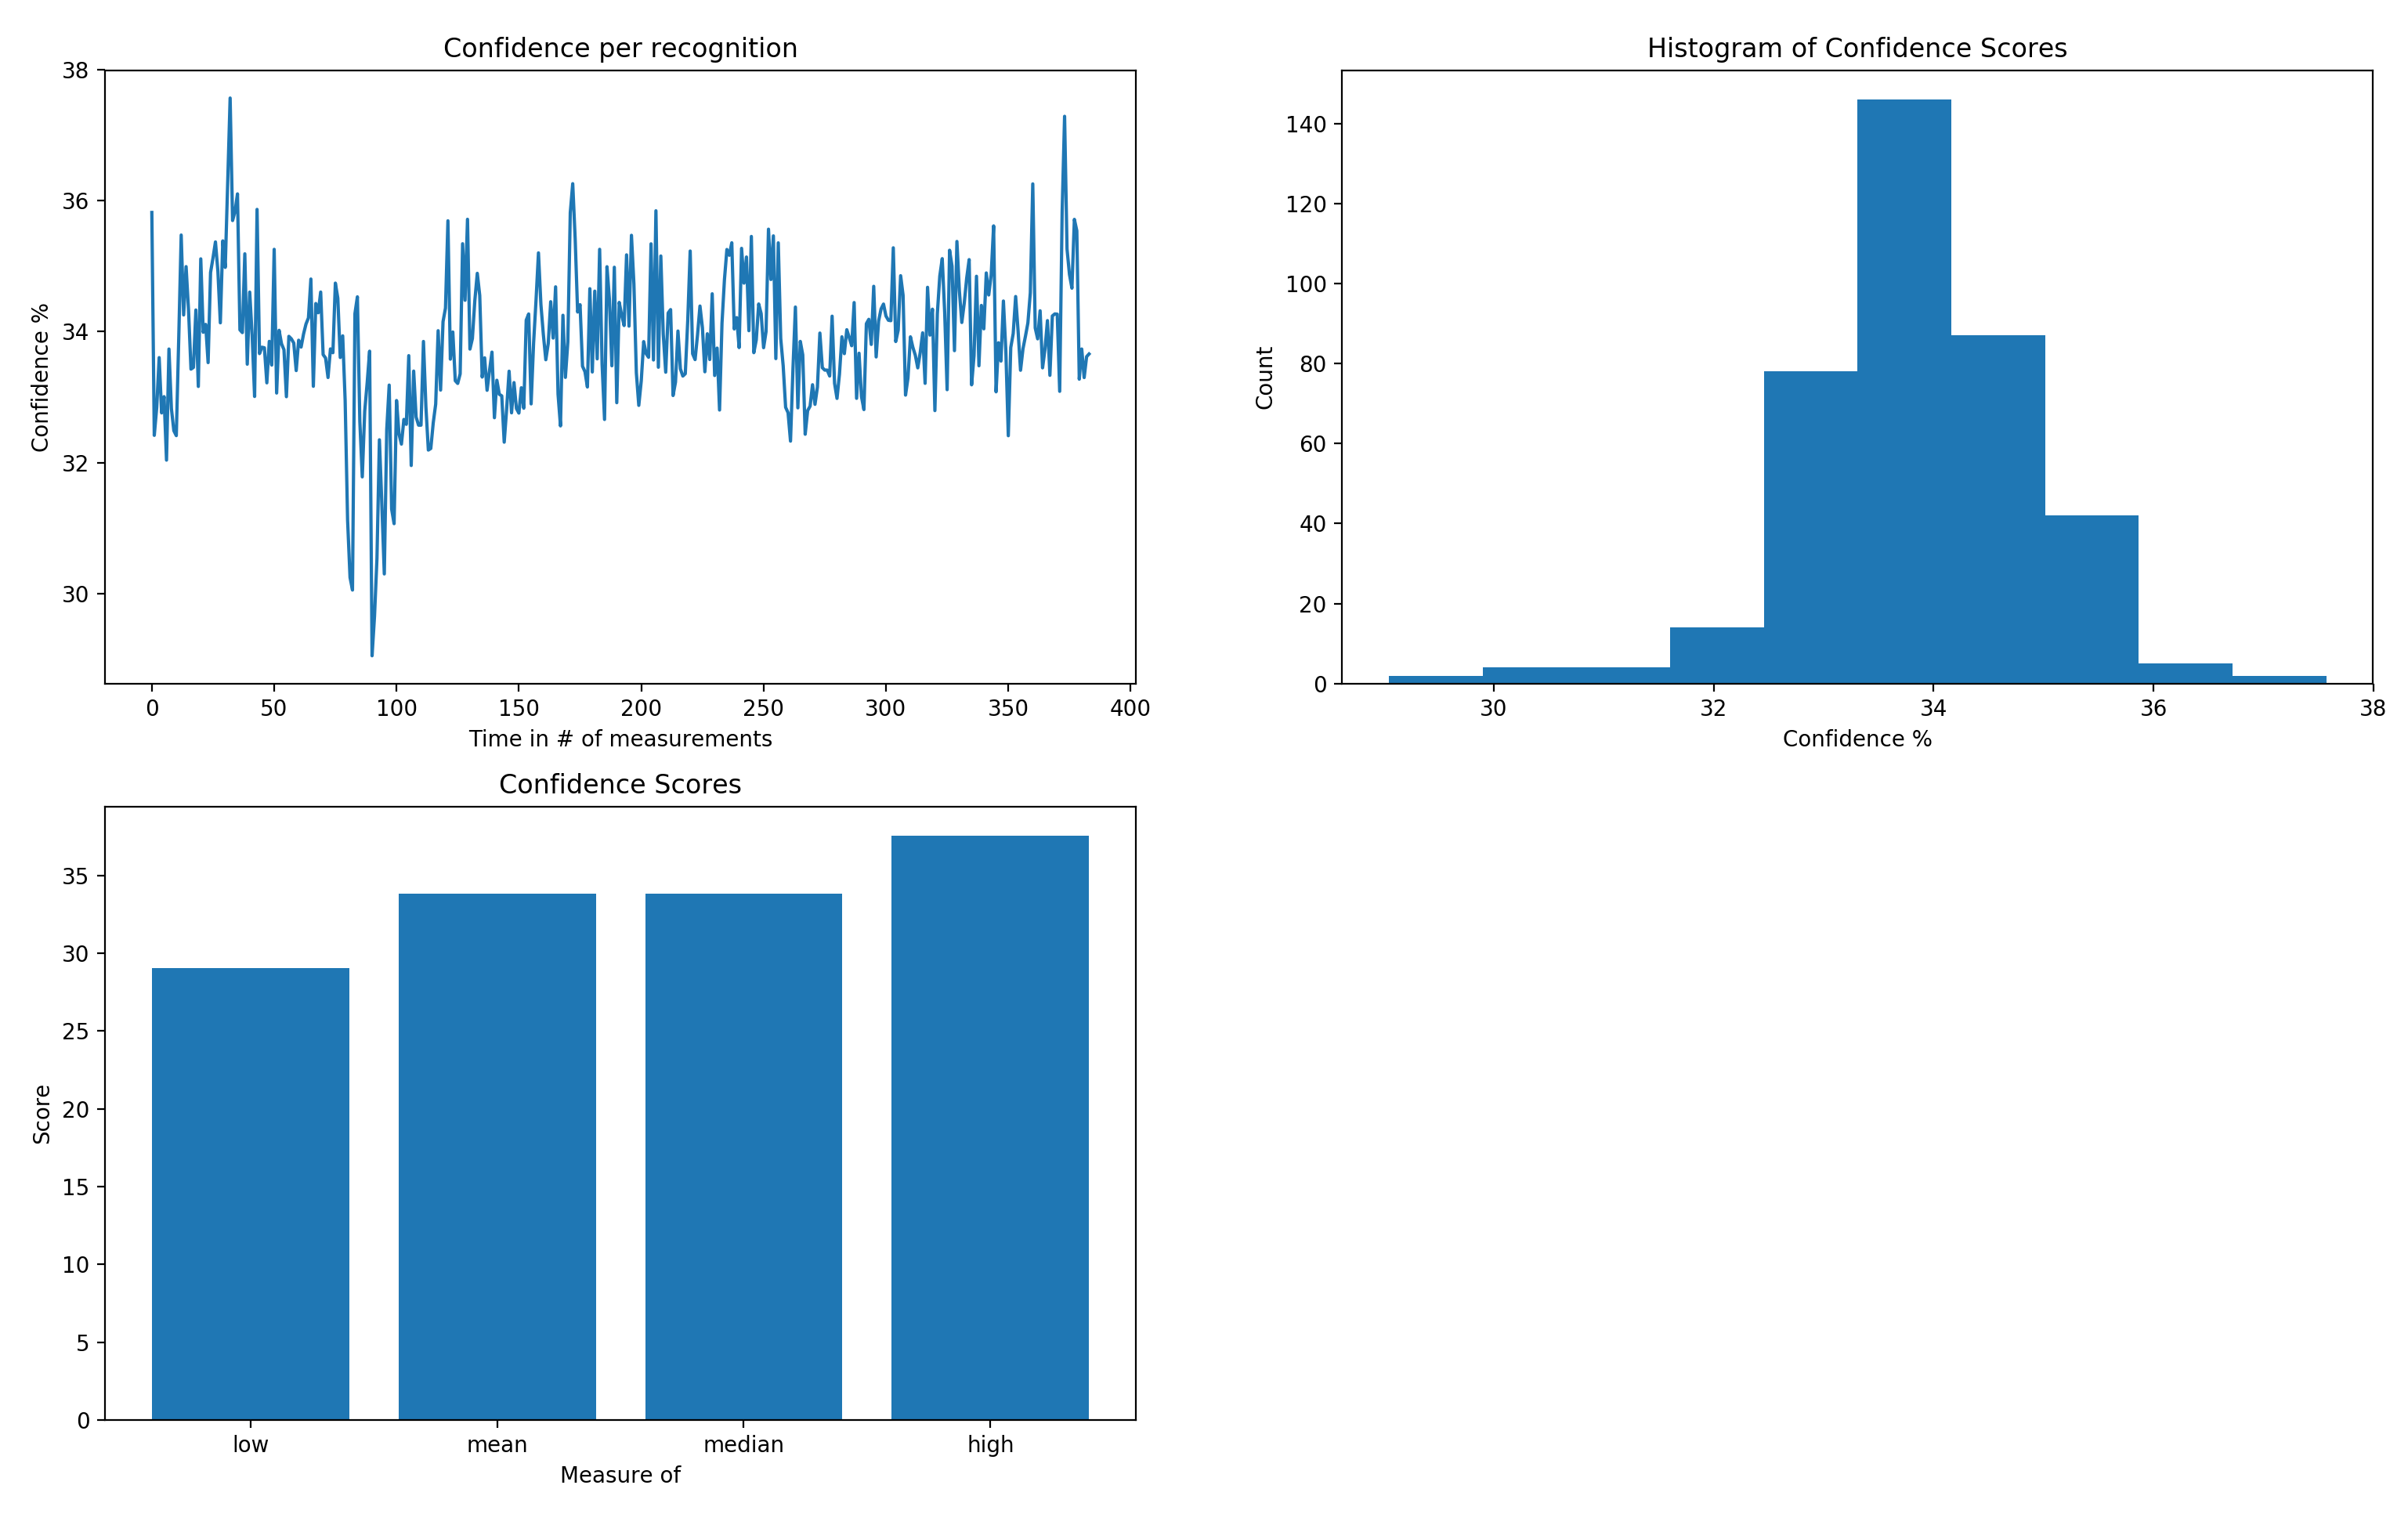 Confidence per recognition
38
36
34
32
30
Confidence %
0 50 100 150 200 250 300 350 400
Time in # of measurements
Histogram of Confidence Scores
140
120
100
80
60
40
20
0
Count
30 32 34 36 38
Confidence %
Confidence Scores
35
30
25
20
15
10
5
0
Score
low mean median high
Measure of